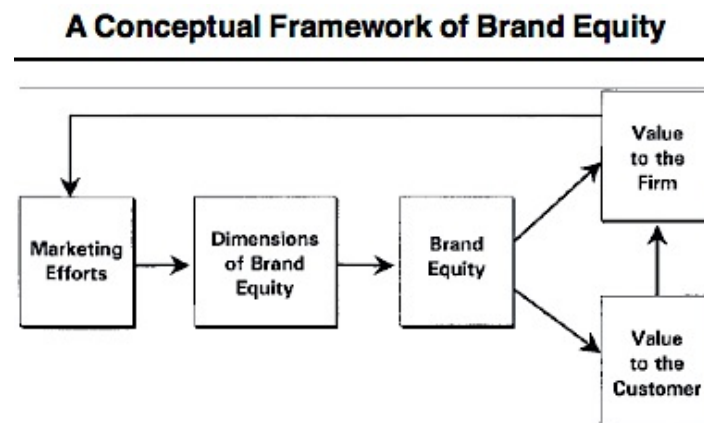 A Conceptual Framework of Brand Equity
Value
to the
Firm
Marketing
Efforts
Dimensions
of Brand
Equity
Brand
Equity
Value
to the
Customer